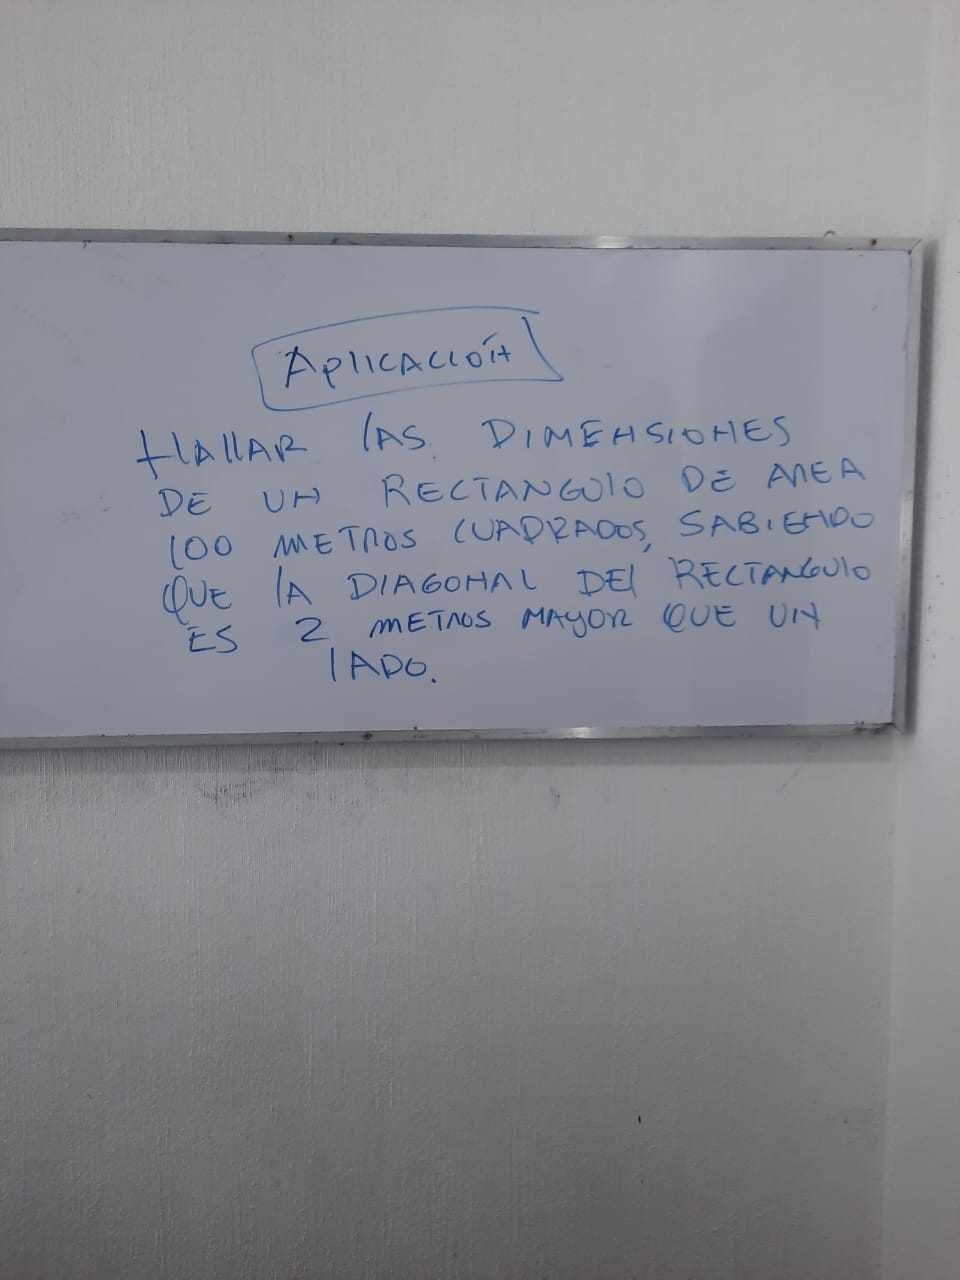 APLICACIÓN
HALLAR LAS DIMENSIONES
DE UN RECTANGULO DE AREA
100 METROS CUADRADOS, SABIENDO
QUE LA DIAGONAL DEL RECTANGULO
ES 2 METROS MAYOR QUE UN
LADO.